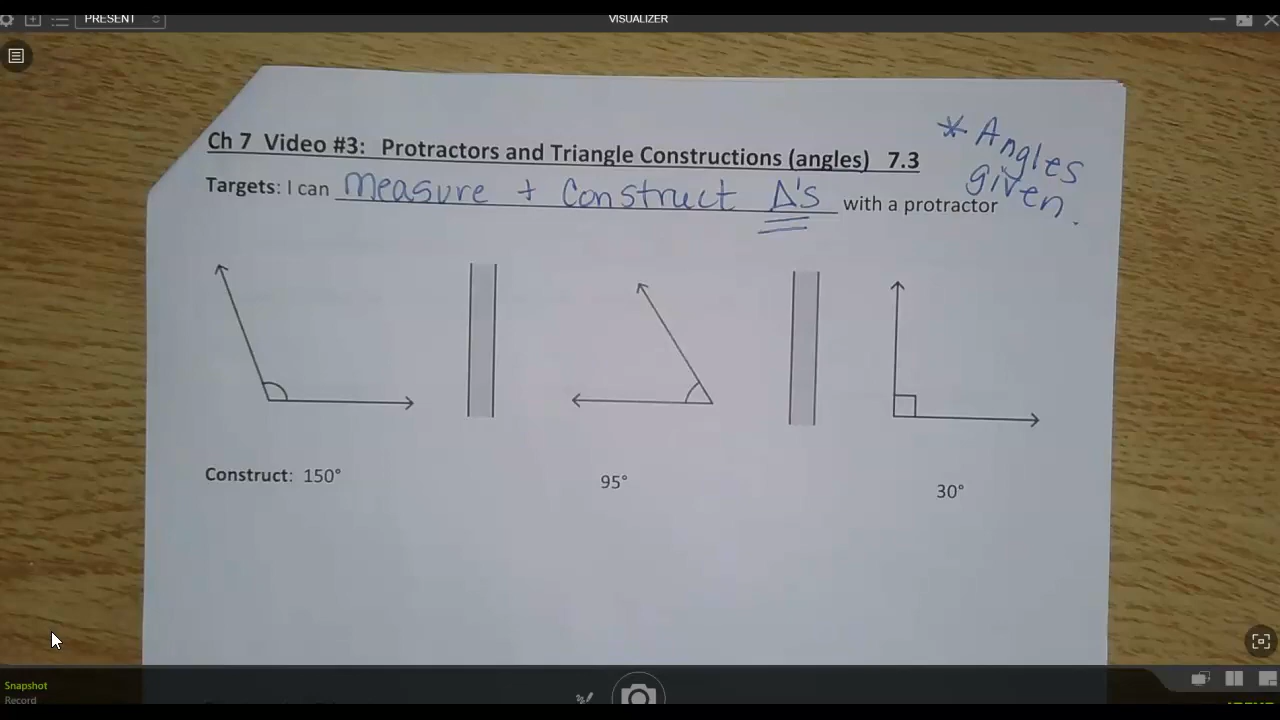 PRESENT
VISUALIZER
Ch 7 Video #3: Protractors and Triangle Constructions (angles) 7.3
* Angles
given.
Targets: I can measure + Construct Δ's with a protractor
Construct: 150°
95°
30°
Snapshot
Record